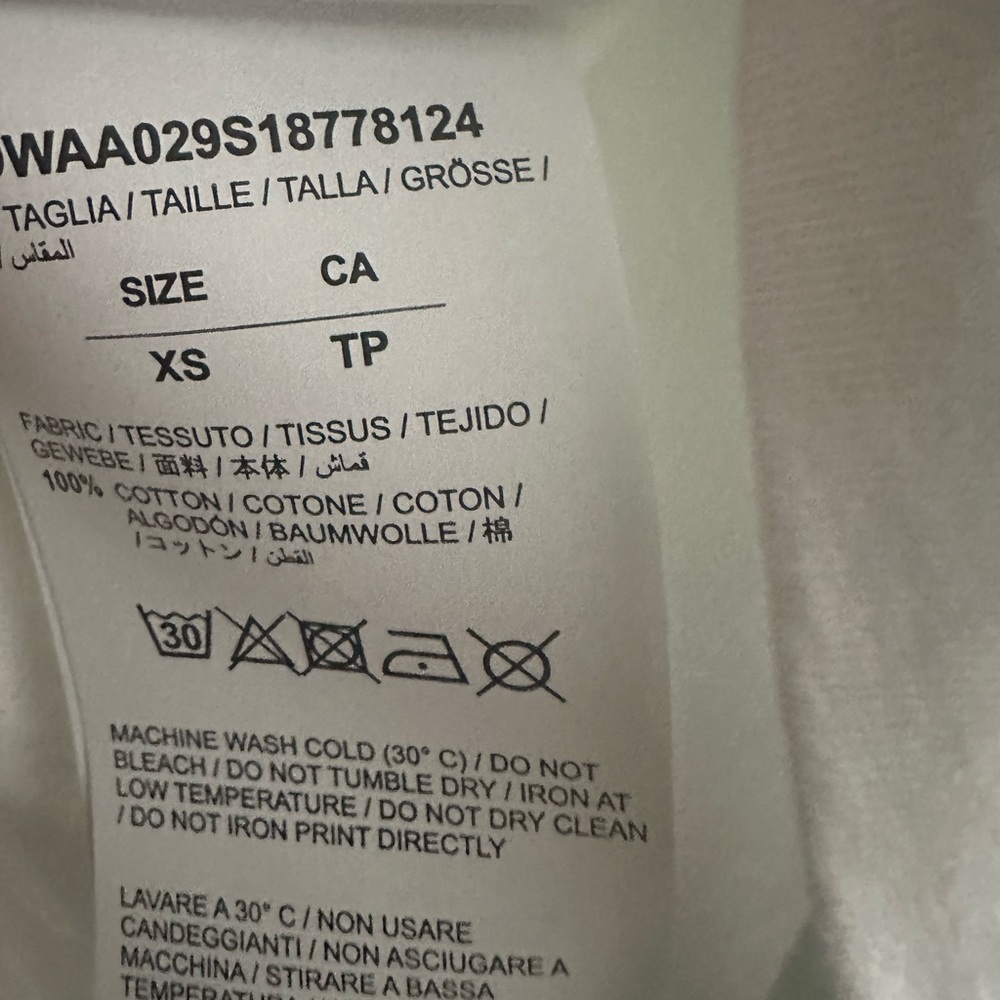 WAA029S18778124
TAGLIA / TAILLE / TALLA / GRÖSSE /
المقاس /
SIZE CA
XS TP
FABRIC / TESSUTO / TISSUS / TEJIDO /
GEWEBE / 面料 / 本体 / قماش
100% COTTON / COTONE / COTON /
ALGODÓN / BAUMWOLLE / 棉
/ コットン / القطن
30
MACHINE WASH COLD (30° C) / DO NOT
BLEACH / DO NOT TUMBLE DRY / IRON AT
LOW TEMPERATURE / DO NOT DRY CLEAN
/ DO NOT IRON PRINT DIRECTLY
LAVARE A 30° C / NON USARE
CANDEGGIANTI / NON ASCIUGARE A
MACCHINA / STIRARE A BASSA